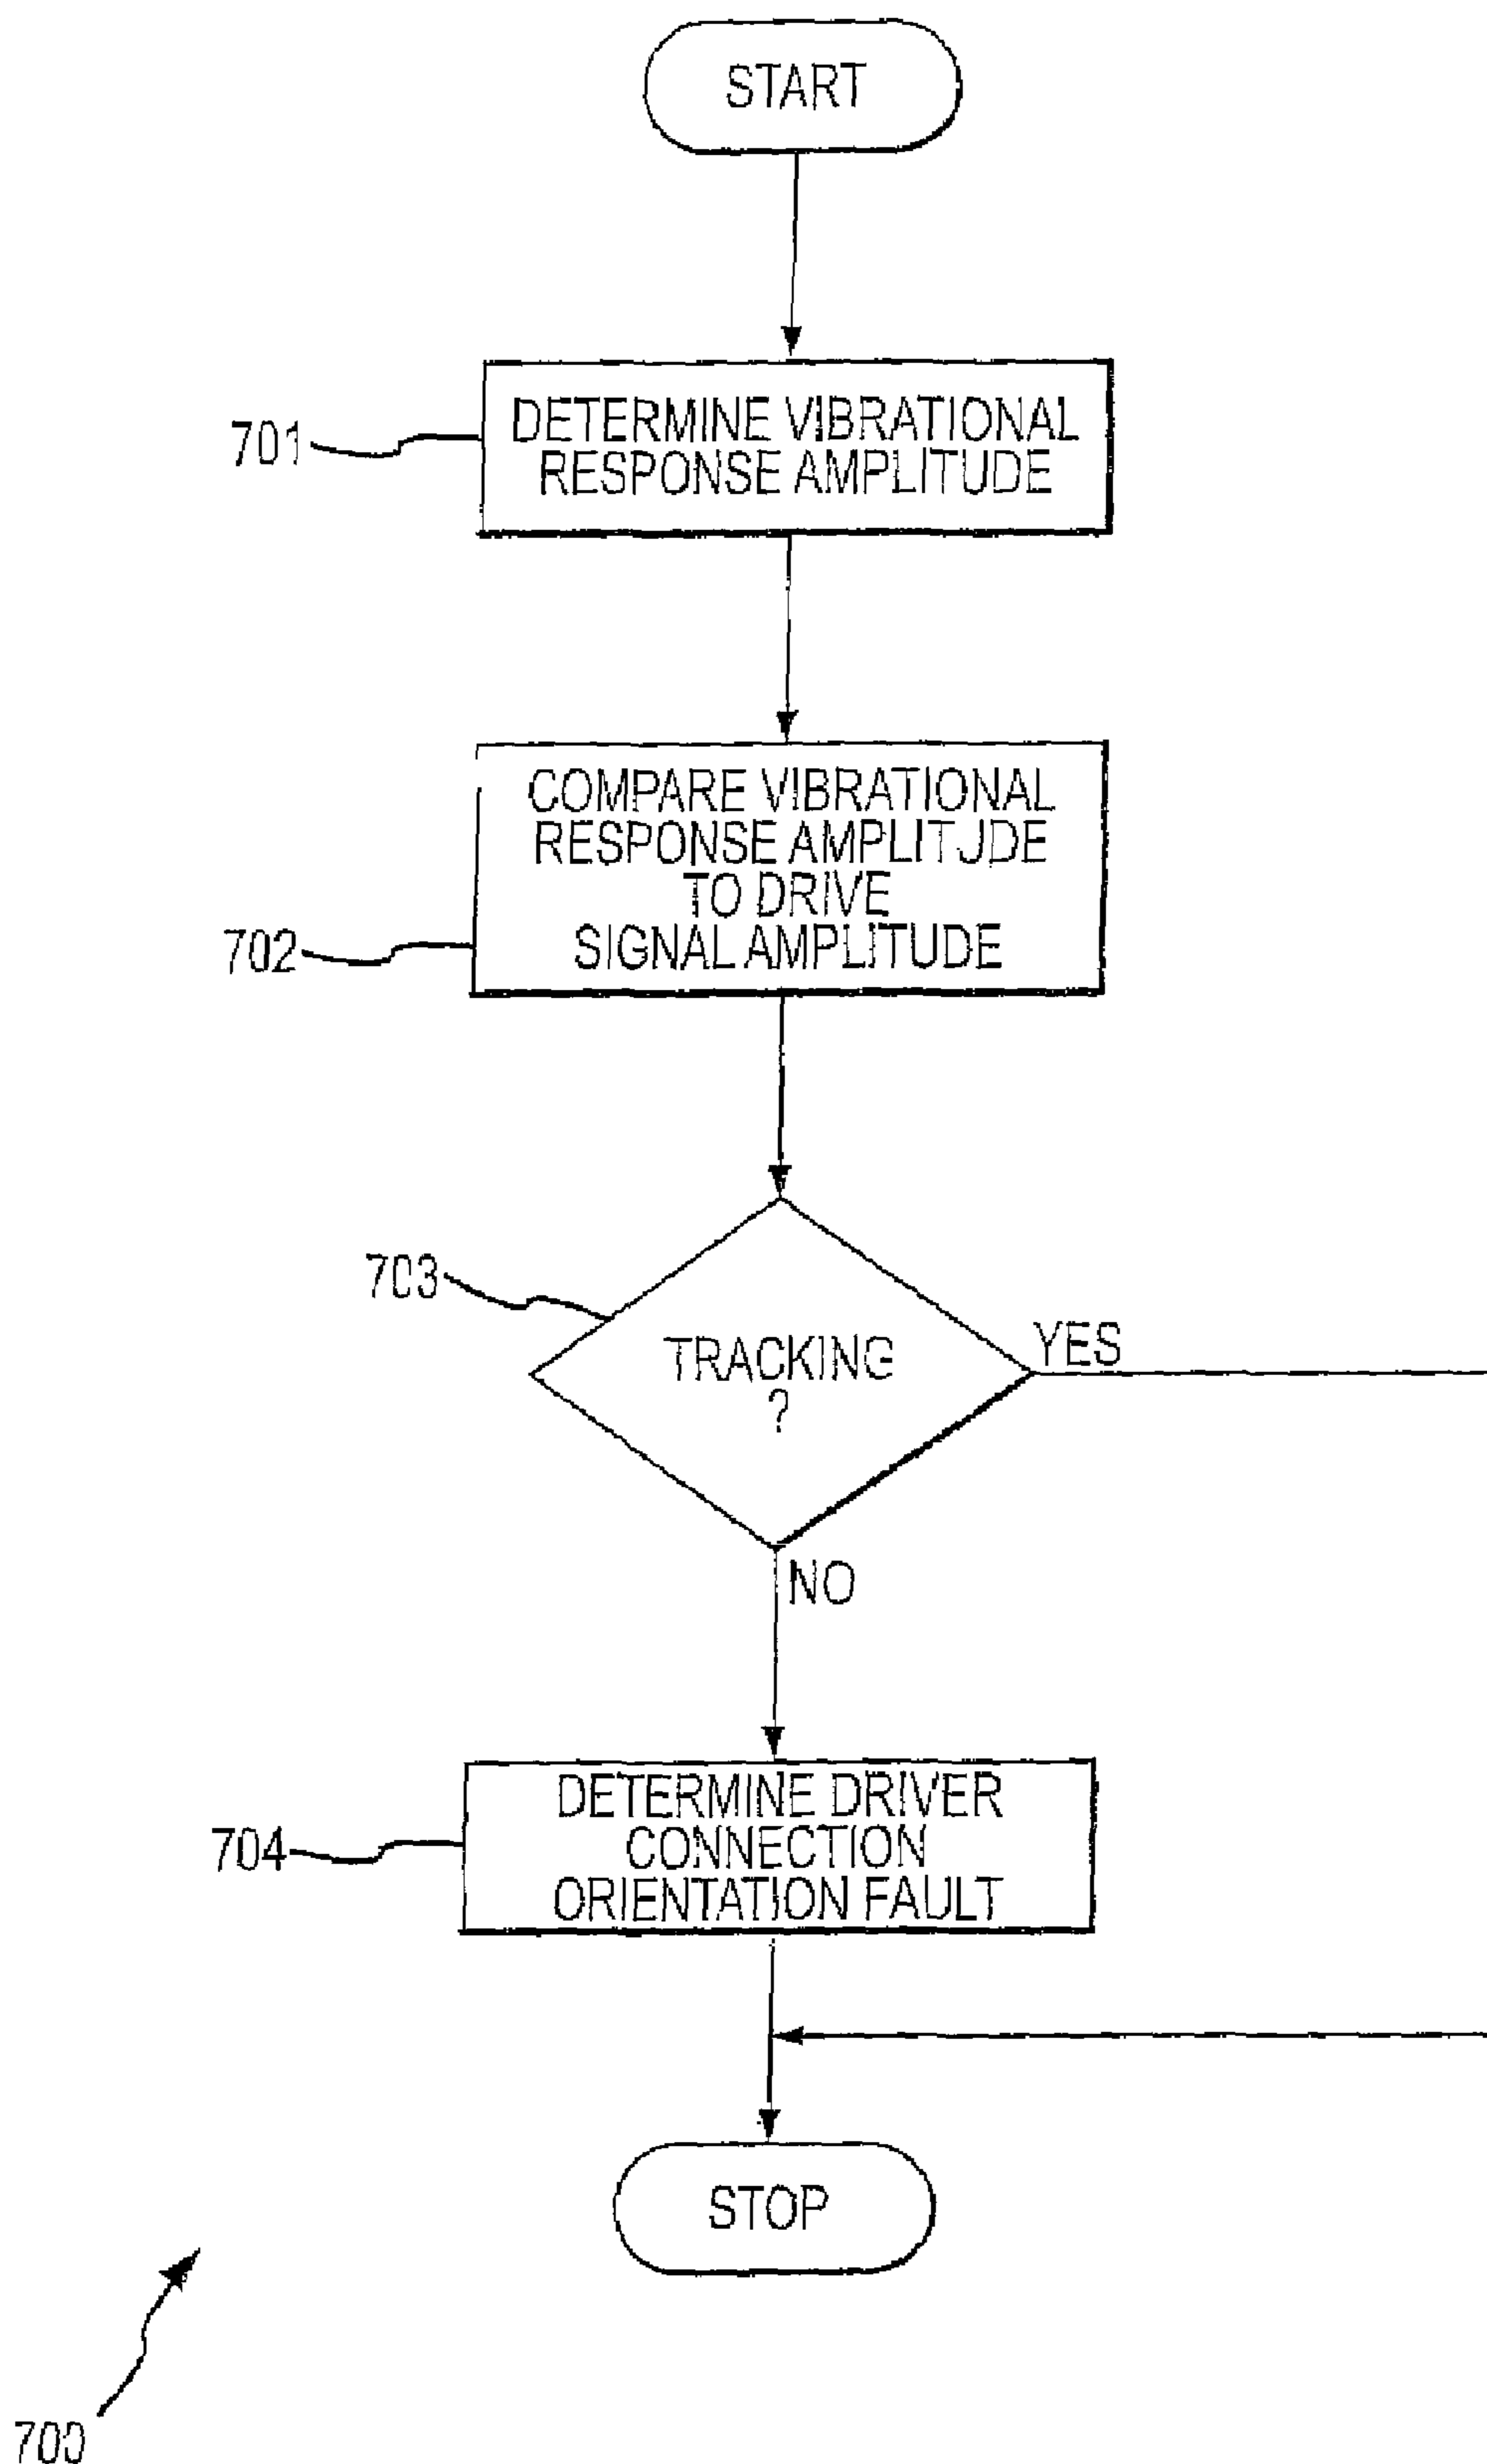 START
701
DETERMINE VIBRATIONAL
RESPONSE AMPLITUDE
COMPARE VIBRATIONAL
RESPONSE AMPLITUDE
TO DRIVE
SIGNAL AMPLITUDE
702
703
TRACKING
?
YES
NO
DETERMINE DRIVER
CONNECTION
ORIENTATION FAULT
704
STOP
700